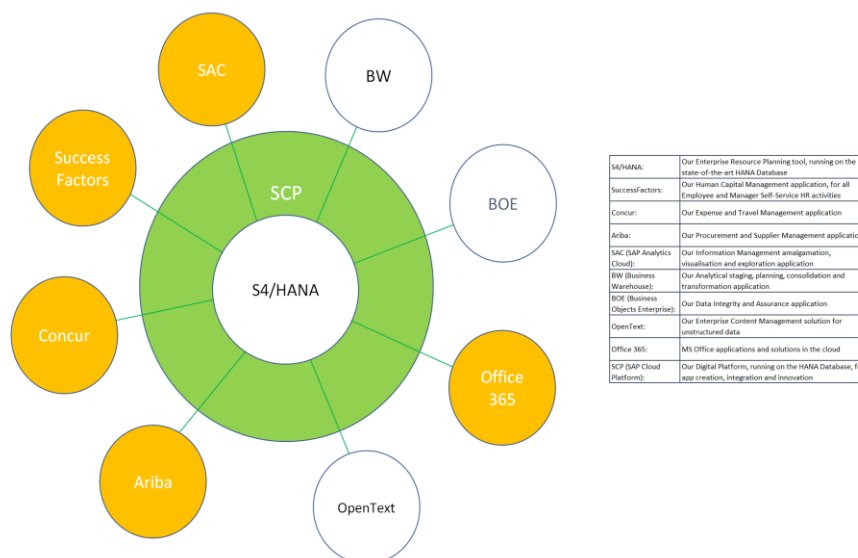 SAC
BW
Success
Factors
SCP
BOE
S4/HANA
Concur
Office
365
Ariba
OpenText
S4/HANA: Our Enterprise Resource Planning tool, running on the
state-of-the-art HANA Database
SuccessFactors: Our Human Capital Management application, for all
Employee and Manager Self-Service HR activities
Concur: Our Expense and Travel Management application
Ariba: Our Procurement and Supplier Management
SAC (SAP Analytics
Cloud): Our Information Management amalgamation,
visualisation and exploration application
BW (Business
Warehouse): Our Analytical staging, planning, consolidation and
transformation application
BOE (Business
Objects Enterprise): Our Data Integrity and Assurance application
OpenText: Our Enterprise Content Management solution for
unstructured data
Office 365: MS Office applications and solutions in the cloud
SCP (SAP Cloud
Platform): Our Digital Platform, running on the HANA Database,
app creation, integration and innovation